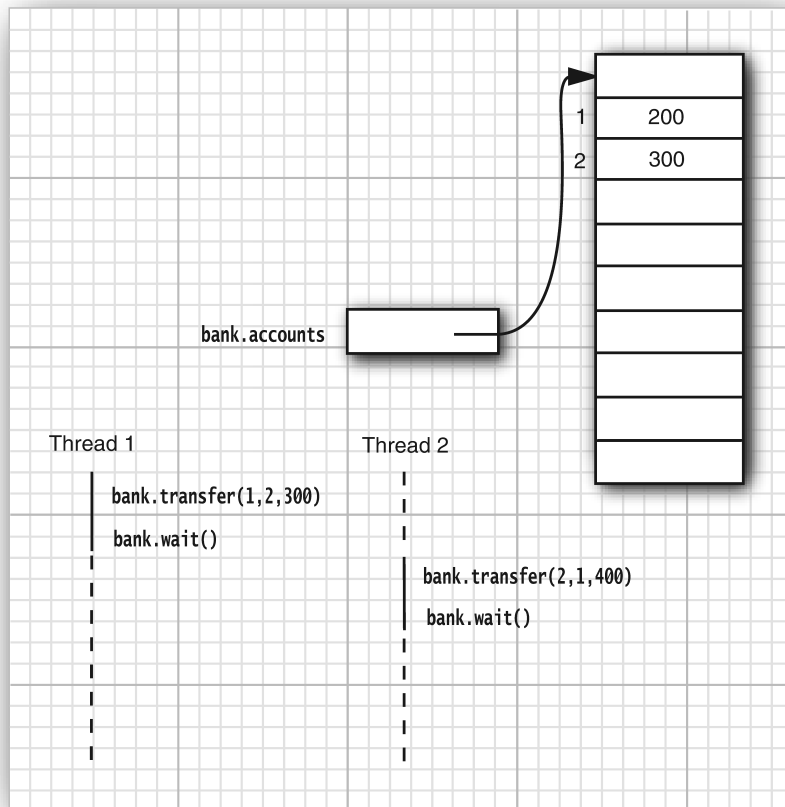 1 200
2 300
bank.accounts
Thread 1
Thread 2
bank.transfer(1,2,300)
bank.wait()
bank.transfer(2,1,400)
bank.wait()